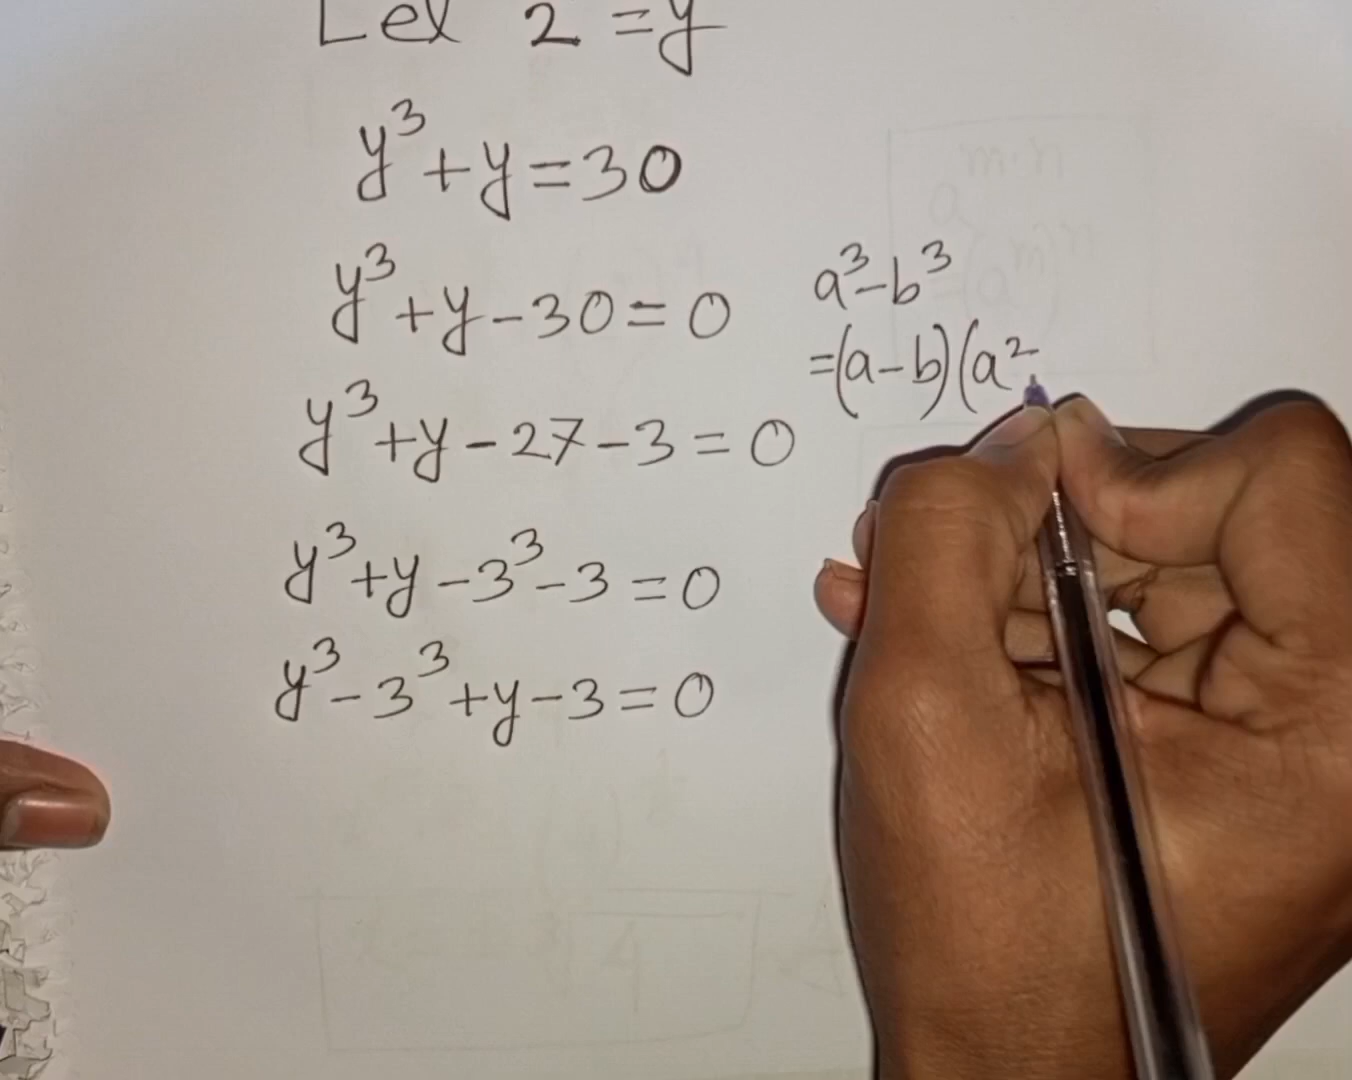 Let 2 = y
y³ + y = 30
y³ + y - 30 = 0
y³ + y - 27 - 3 = 0
y³ + y - 3³ - 3 = 0
y³ - 3³ + y - 3 = 0
a³ - b³
= (a - b) (a²